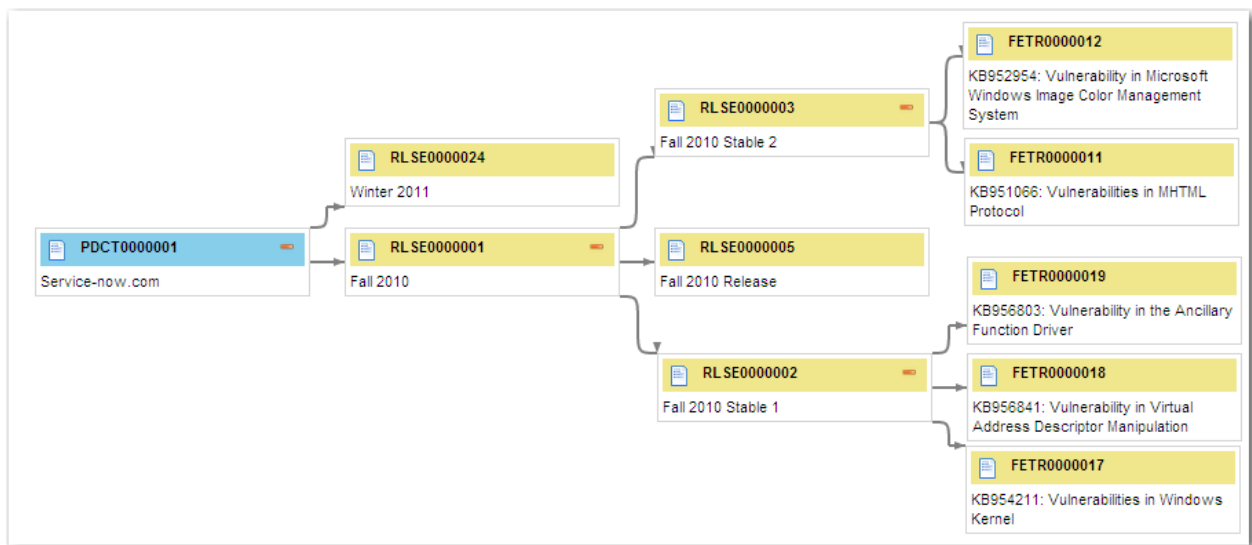 PDCT0000001
Service-now.com
RLSE0000024
Winter 2011
RLSE0000001
Fall 2010
RLSE0000003
Fall 2010 Stable 2
RLSE0000005
Fall 2010 Release
RLSE0000002
Fall 2010 Stable 1
FETR0000012
KB952954: Vulnerability in Microsoft
Windows Image Color Management
System
FETR0000011
KB951066: Vulnerabilities in MHTML
Protocol
FETR0000019
KB956803: Vulnerability in the Ancillary
Function Driver
FETR0000018
KB956841: Vulnerability in Virtual
Address Descriptor Manipulation
FETR0000017
KB954211: Vulnerabilities in Windows
Kernel